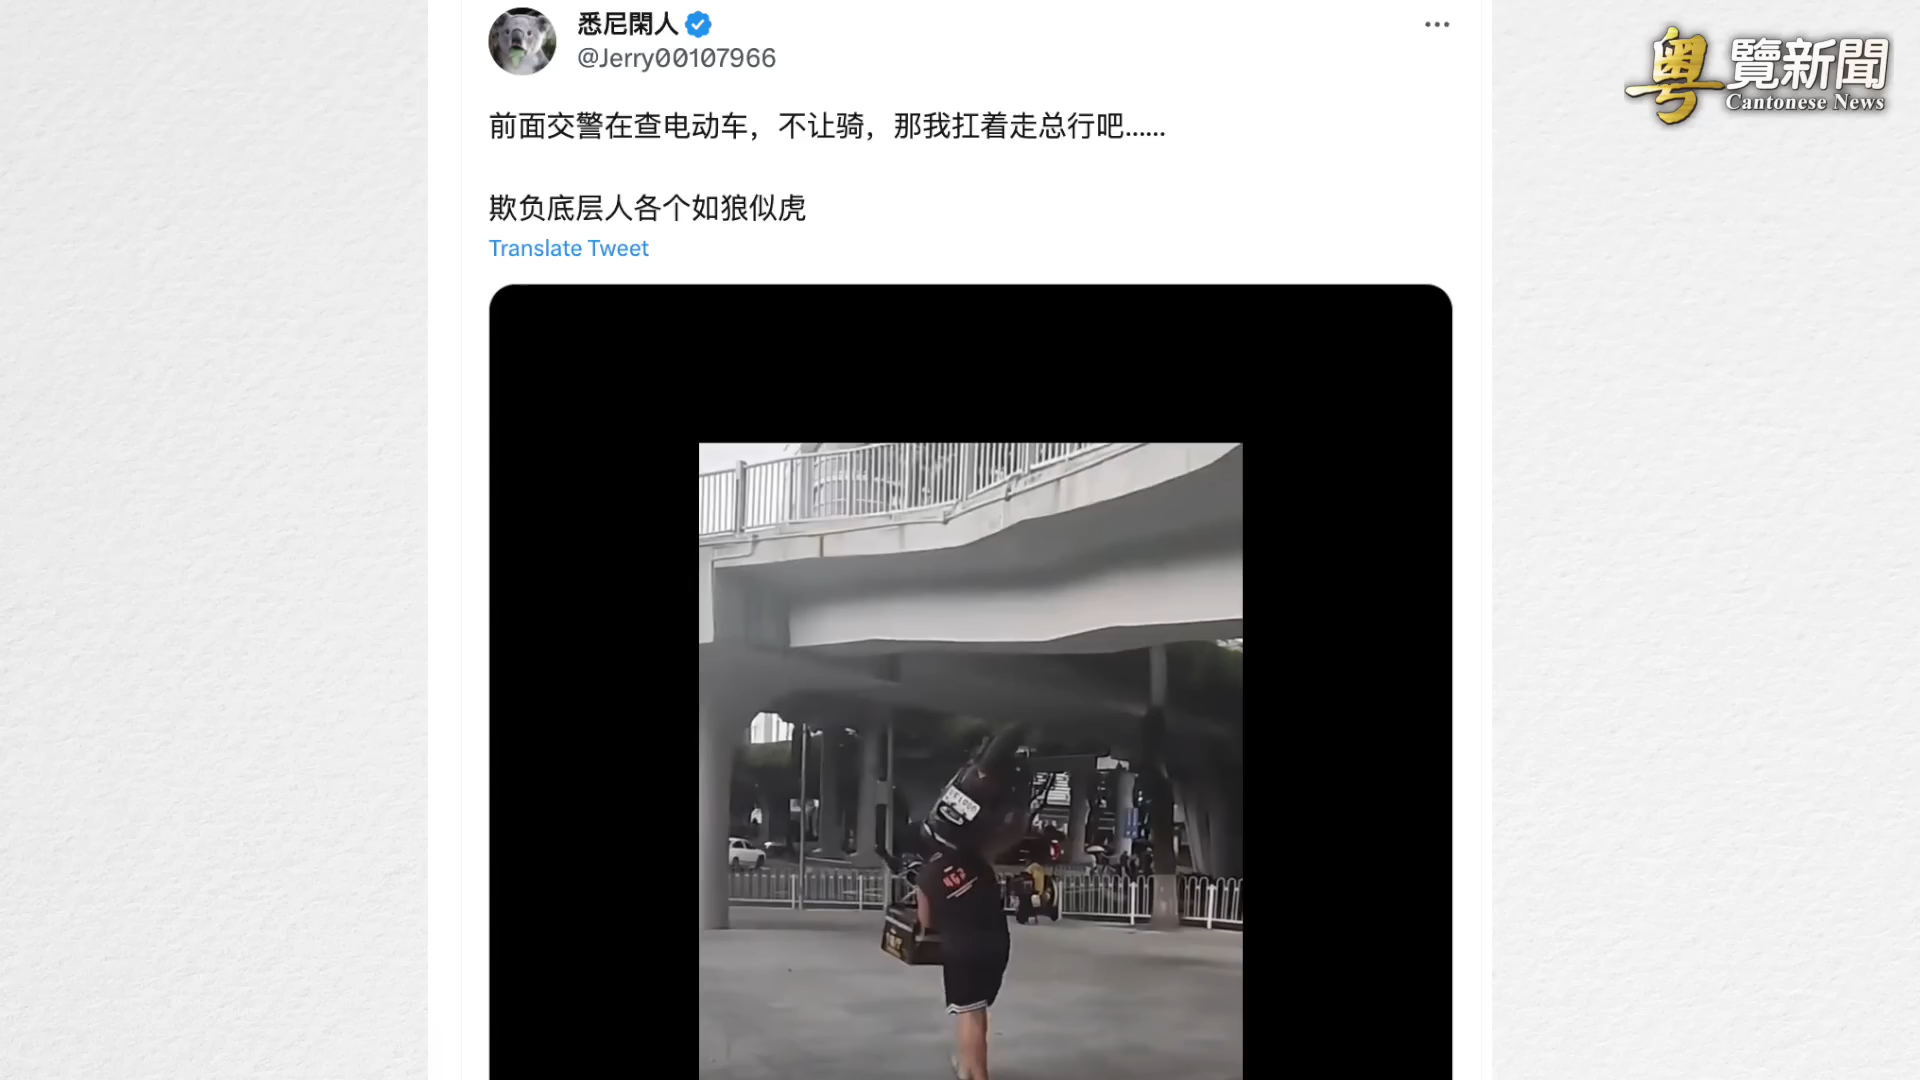 悉尼閑人
@Jerry00107966
前面交警在查电动车，不让骑，那我扛着走总行吧......
欺负底层人各个如狼似虎
Translate Tweet
粵覽新聞
Cantonese News